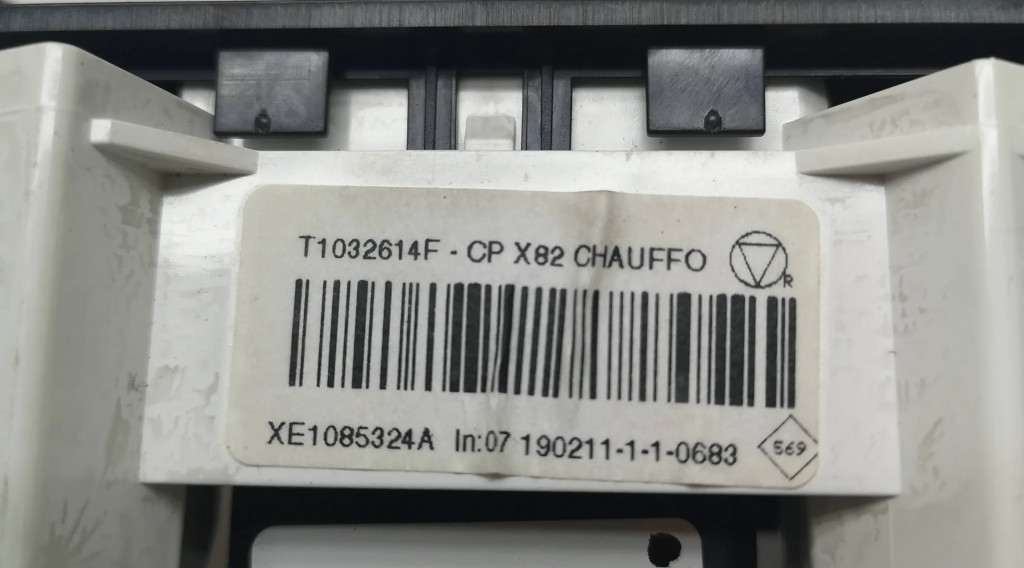 T1032614F - CP X82 CHAUFFO
R
XE1085324A In:07 190211-1-1-0683
569